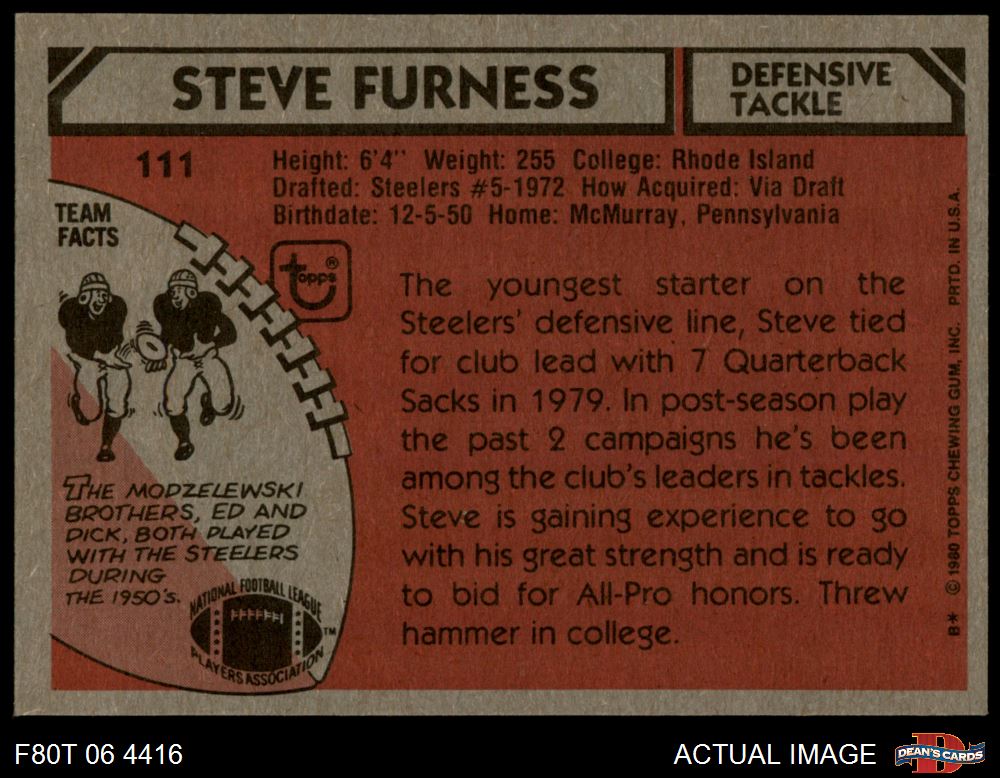 STEVE FURNESS
DEFENSIVE
TACKLE
111
Height: 6'4" Weight: 255 College: Rhode Island
Drafted: Steelers #5-1972 How Acquired: Via Draft
Birthdate: 12-5-50 Home: McMurray, Pennsylvania
TEAM
FACTS
topps®
The youngest starter on the
Steelers' defensive line, Steve tied
for club lead with 7 Quarterback
Sacks in 1979. In post-season play
the past 2 campaigns he's been
among the club's leaders in tackles.
Steve is gaining experience to go
with his great strength and is ready
to bid for All-Pro honors. Threw
hammer in college.
THE MODZELEWSKI
BROTHERS, ED AND
DICK, BOTH PLAYED
WITH THE STEELERS
DURING
THE 1950's.
NATIONAL FOOTBALL LEAGUE
PLAYERS ASSOCIATION
™
B* © 1980 TOPPS CHEWING GUM, INC. PRTD. IN U.S.A.
F80T 06 4416
ACTUAL IMAGE
DEAN'S CARDS